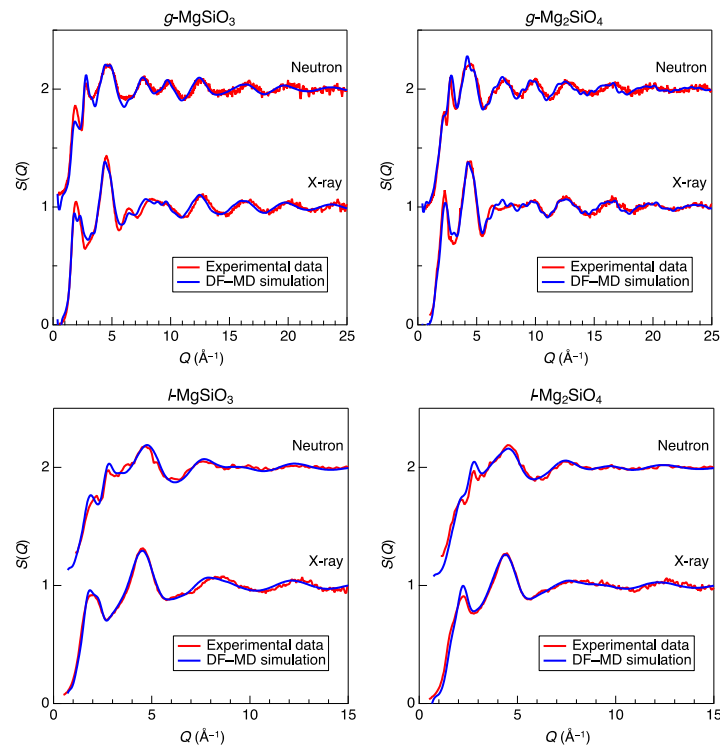 g-MgSiO3
Neutron
X-ray
Experimental data
DF–MD simulation
2
1
0
S(Q)
0 5 10 15 20 25
Q (Å⁻¹)
g-Mg2SiO4
Neutron
X-ray
Experimental data
DF–MD simulation
2
1
0
S(Q)
0 5 10 15 20 25
Q (Å⁻¹)
l-MgSiO3
Neutron
X-ray
Experimental data
DF–MD simulation
2
1
0
S(Q)
0 5 10 15
Q (Å⁻¹)
l-Mg2SiO4
Neutron
X-ray
Experimental data
DF–MD simulation
2
1
0
S(Q)
0 5 10 15
Q (Å⁻¹)